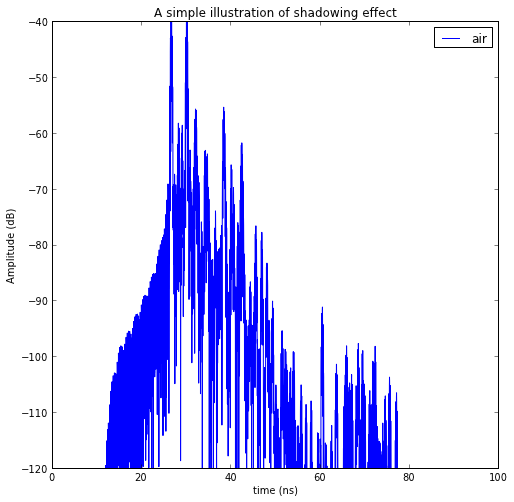 A simple illustration of shadowing effect
air
Amplitude (dB)
−40
−50
−60
−70
−80
−90
−100
−110
−120
0 20 40 60 80 100
time (ns)